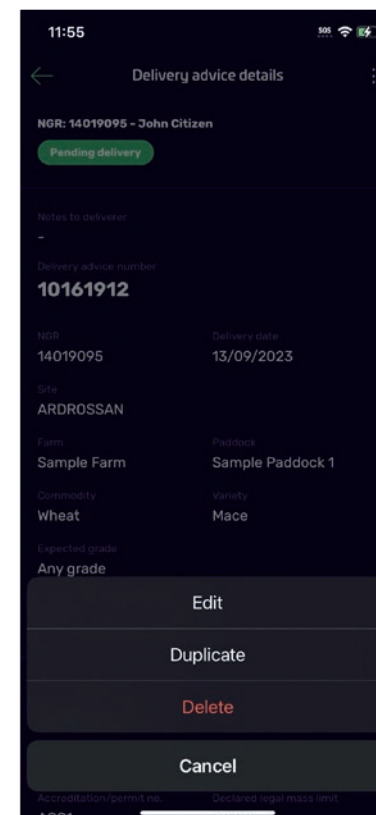 11:55 SOS
Delivery advice details
NGR: 14019095 - John Citizen
Pending delivery
Notes to deliverer
-
Delivery advice number
10161912
NGR Delivery date
14019095 13/09/2023
Site
ARDROSSAN
Farm Paddock
Sample Farm Sample Paddock 1
Commodity Variety
Wheat Mace
Expected grade
Any grade
Edit
Duplicate
Delete
Cancel
Accreditation/permit no. Declared legal mass limit